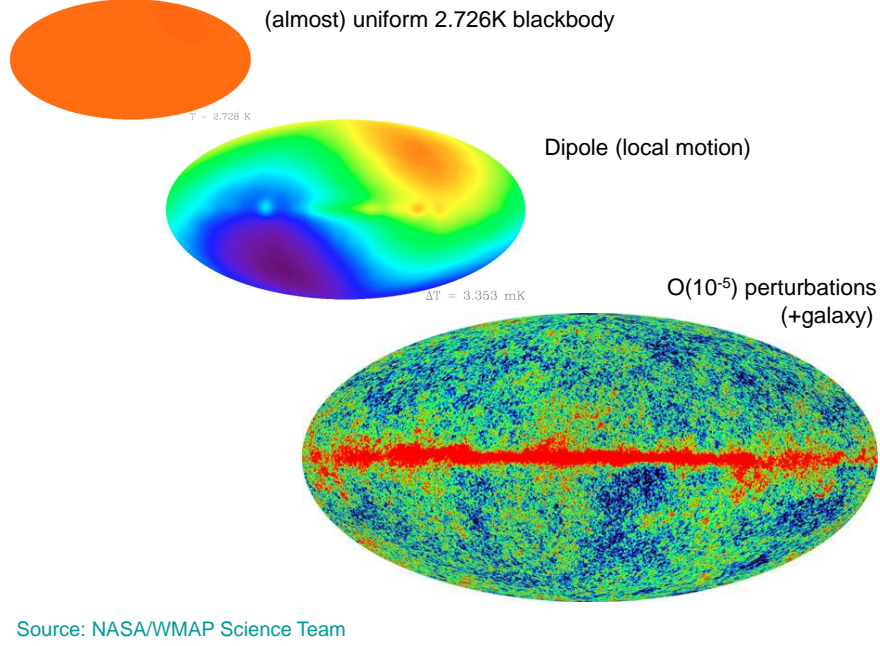 (almost) uniform 2.726K blackbody
T = 2.728 K
Dipole (local motion)
ΔT = 3.353 mK
O(10⁻⁵) perturbations
(+galaxy)
Source: NASA/WMAP Science Team